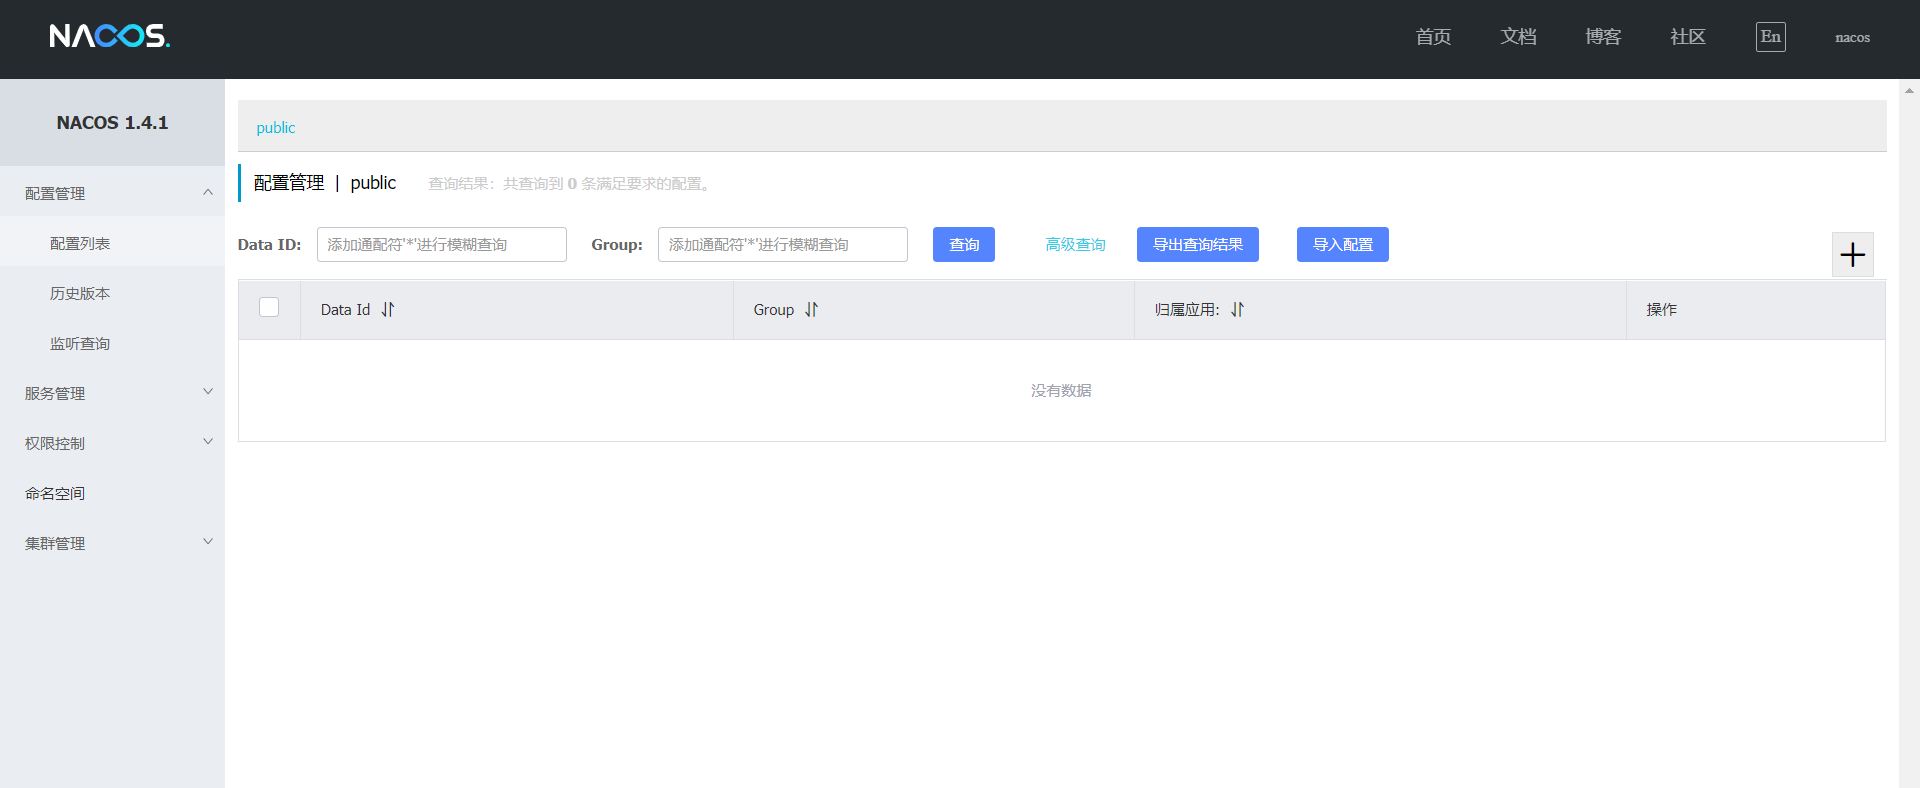 NACOS.
首页 文档 博客 社区 En nacos
NACOS 1.4.1
配置管理
配置列表
历史版本
监听查询
服务管理
权限控制
命名空间
集群管理
public
配置管理 | public 查询结果：共查询到 0 条满足要求的配置。
Data ID: 添加通配符'*'进行模糊查询 Group: 添加通配符'*'进行模糊查询 查询 高级查询 导出查询结果 导入配置
Data Id Group 归属应用: 操作
没有数据